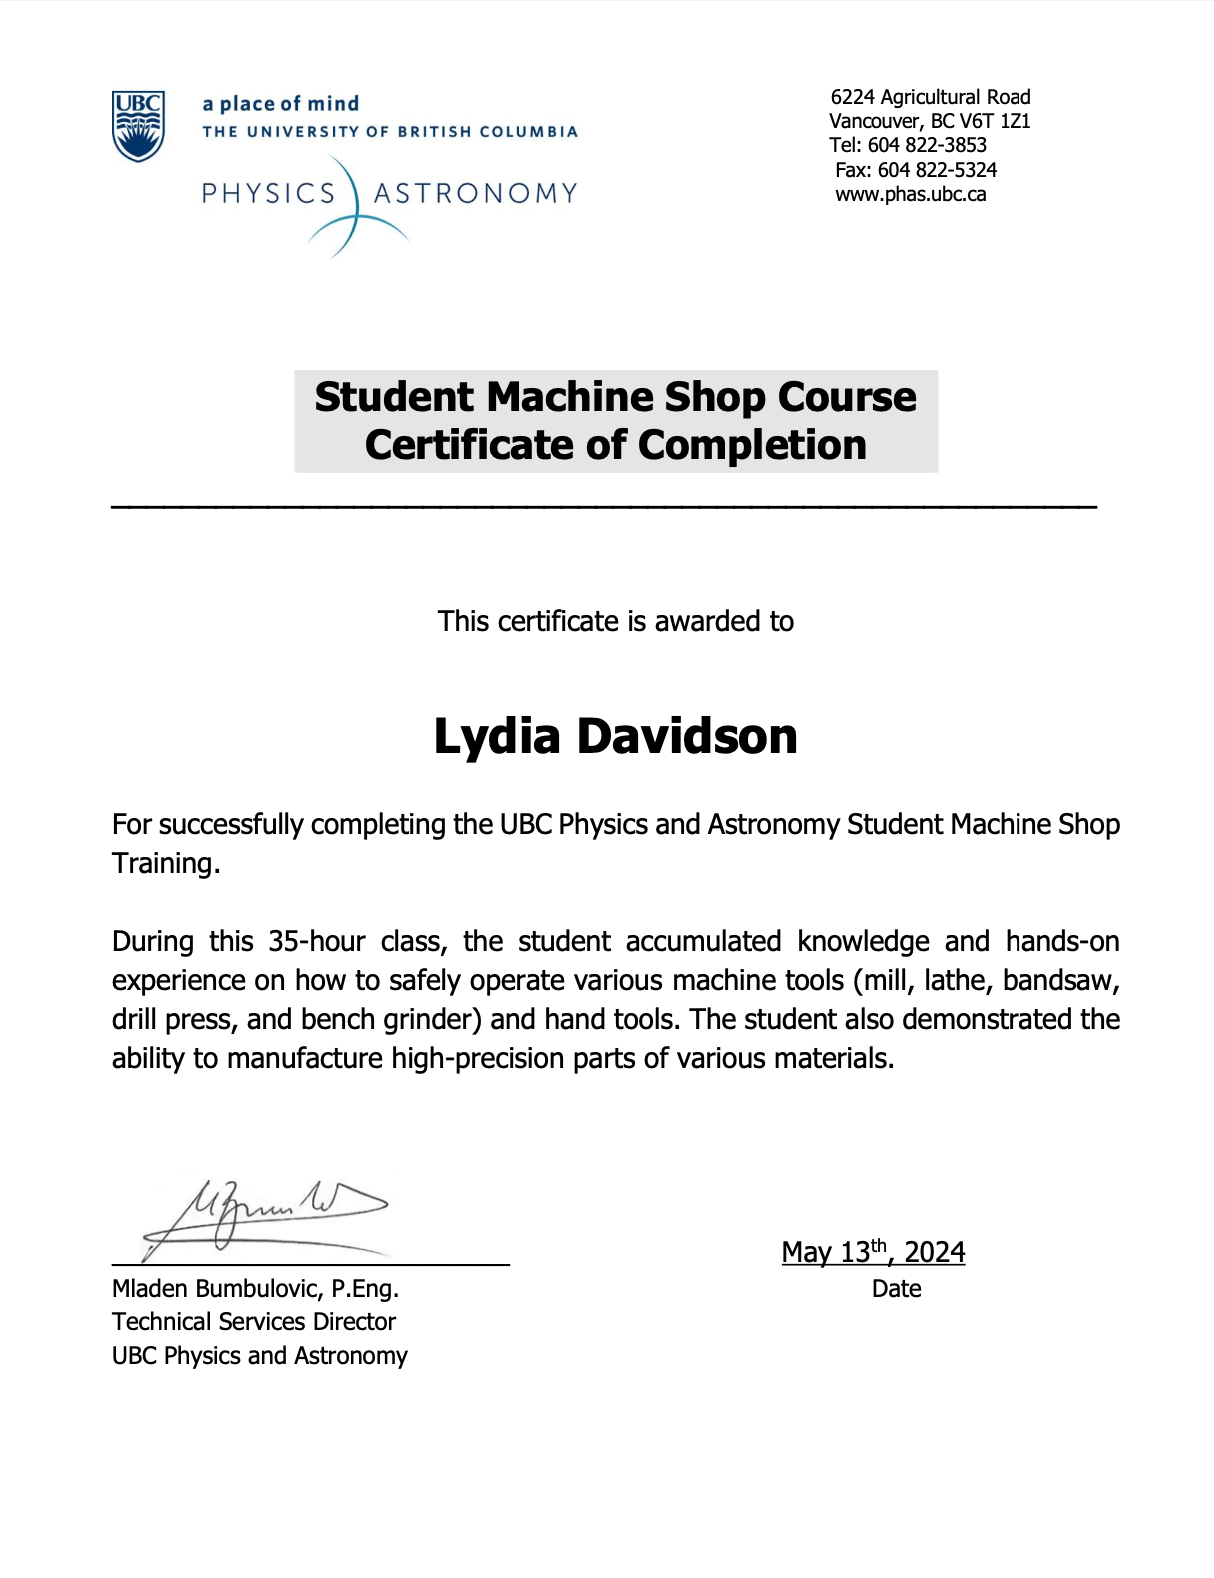 UBC
a place of mind
THE UNIVERSITY OF BRITISH COLUMBIA
PHYSICS ASTRONOMY
6224 Agricultural Road
Vancouver, BC V6T 1Z1
Tel: 604 822-3853
Fax: 604 822-5324
www.phas.ubc.ca
Student Machine Shop Course
Certificate of Completion
This certificate is awarded to
Lydia Davidson
For successfully completing the UBC Physics and Astronomy Student Machine Shop
Training.
During this 35-hour class, the student accumulated knowledge and hands-on
experience on how to safely operate various machine tools (mill, lathe, bandsaw,
drill press, and bench grinder) and hand tools. The student also demonstrated the
ability to manufacture high-precision parts of various materials.
Mladen Bumbulovic, P.Eng.
Technical Services Director
UBC Physics and Astronomy
May 13th, 2024
Date